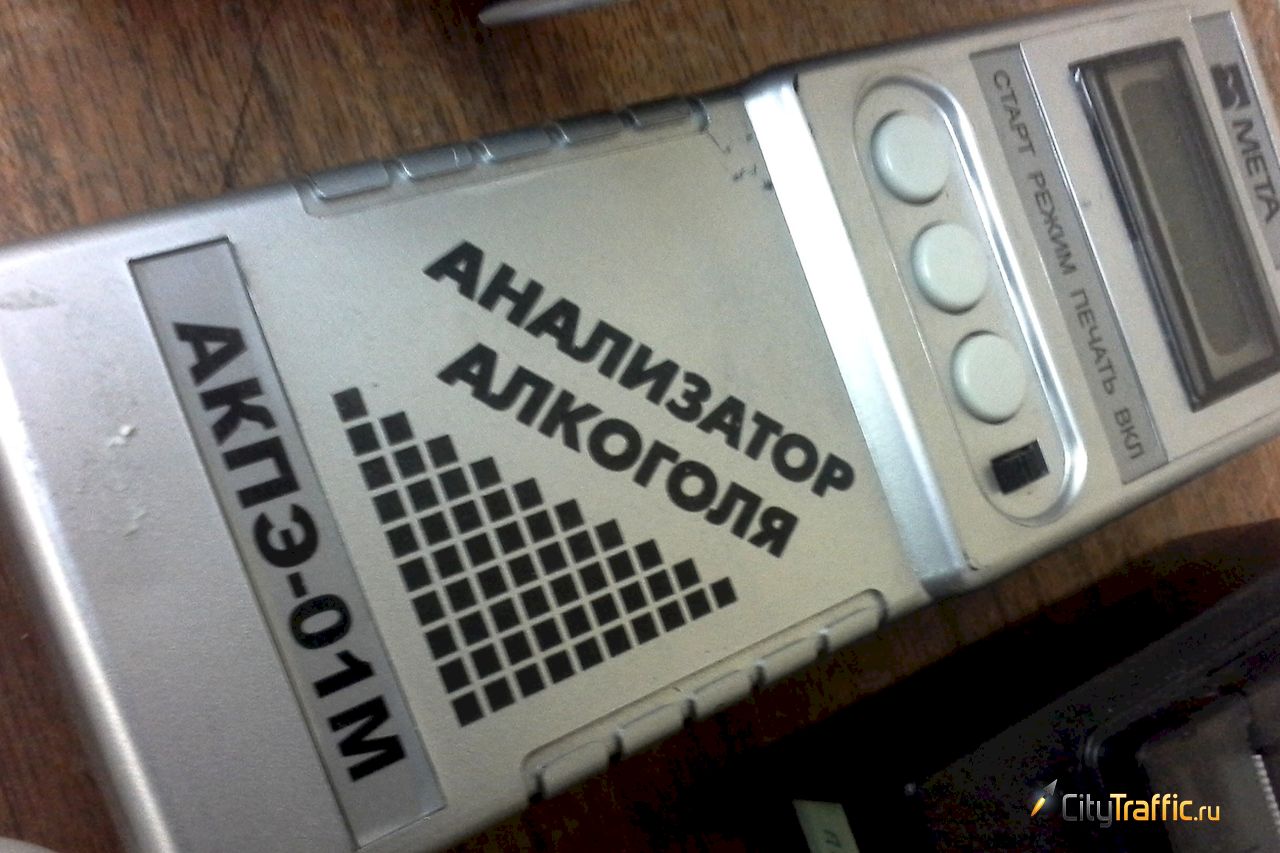 МЕТА
СТАРТ РЕЖИМ ПЕЧАТЬ ВКЛ
АНАЛИЗАТОР
АЛКОГОЛЯ
АКПЭ-01М
CityTraffic.ru